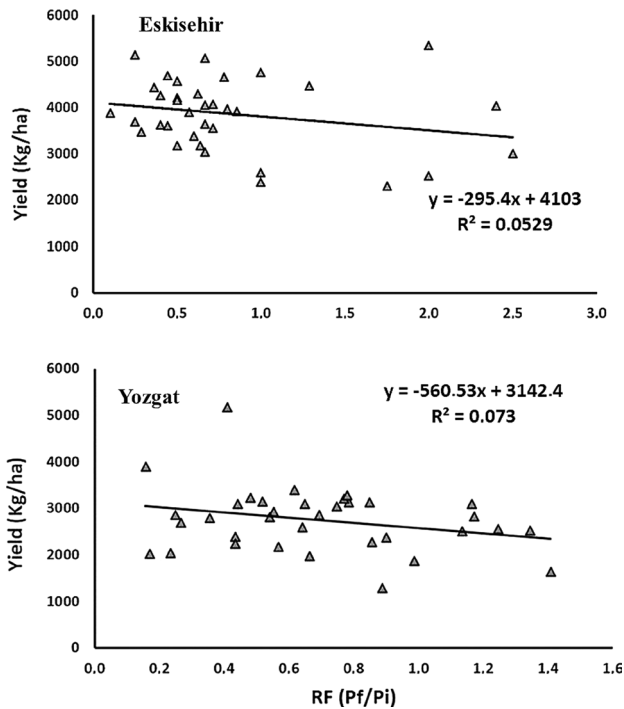 Eskisehir
6000
5000
4000
3000
2000
1000
0
Yield (Kg/ha)
y = -295.4x + 4103
R² = 0.0529
0.0 0.5 1.0 1.5 2.0 2.5 3.0
Yozgat
6000
5000
4000
3000
2000
1000
0
Yield (Kg/ha)
y = -560.53x + 3142.4
R² = 0.073
0.0 0.2 0.4 0.6 0.8 1.0 1.2 1.4 1.6
RF (Pf/Pi)